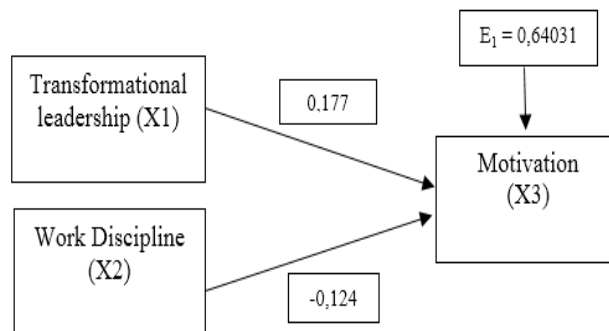 E₁ = 0,64031
Transformational
leadership (X1)
0,177
Motivation
(X3)
Work Discipline
(X2)
-0,124